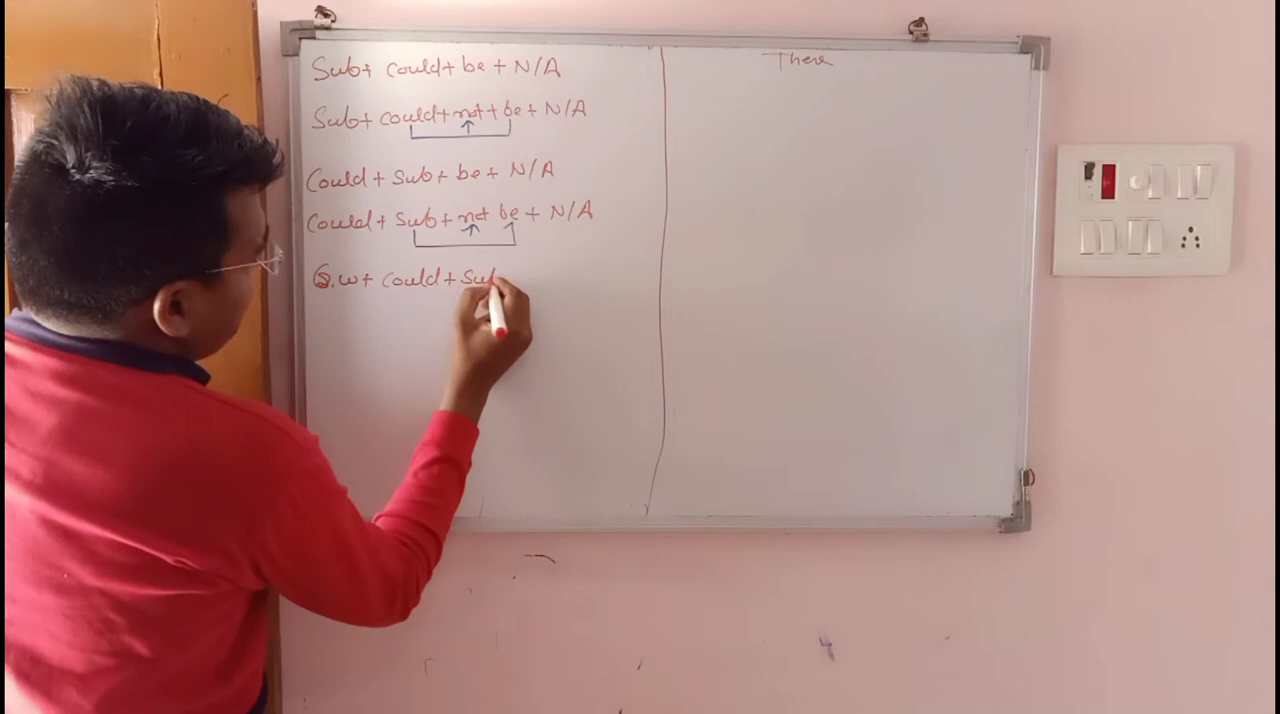 Sub+ could+ be + N/A
Sub+ could+not+be+ N/A
Could + Sub + be + N/A
Could + Sub + not be + N/A
Q.w+ Could + Sub
There